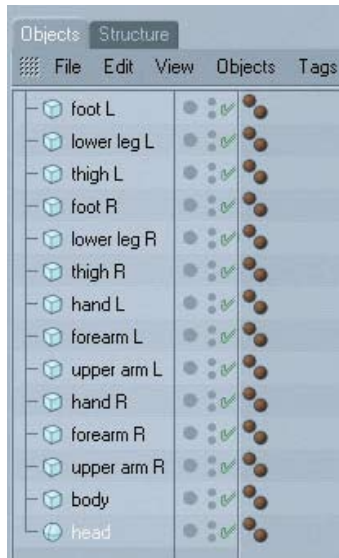 Objects Structure
File Edit View Objects Tags
foot L
lower leg L
thigh L
foot R
lower leg R
thigh R
hand L
forearm L
upper arm L
hand R
forearm R
upper arm R
body
head